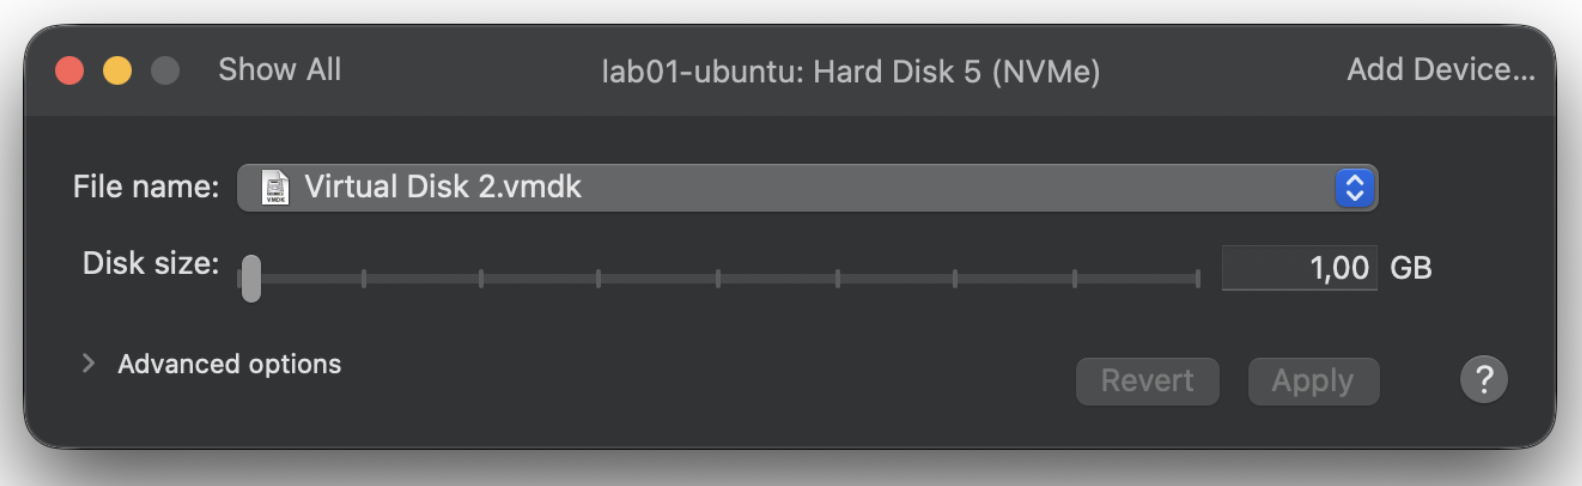 Show All lab01-ubuntu: Hard Disk 5 (NVMe) Add Device...
File name: VMDK Virtual Disk 2.vmdk
Disk size: 1,00 GB
> Advanced options Revert Apply ?